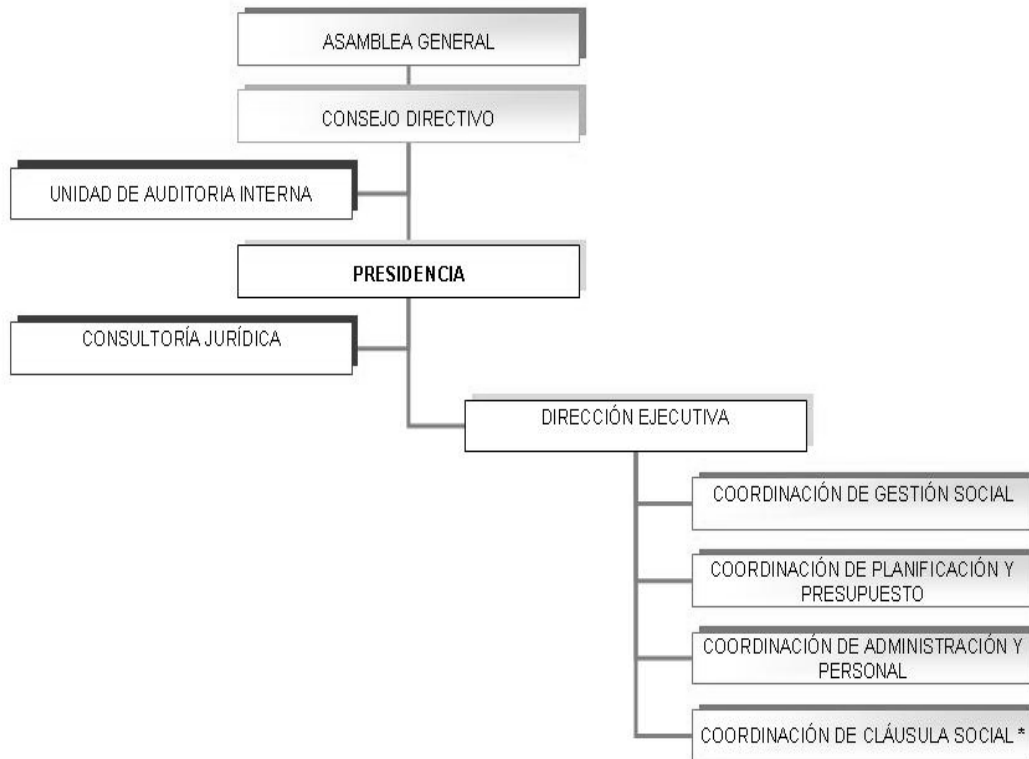 ASAMBLEA GENERAL
CONSEJO DIRECTIVO
UNIDAD DE AUDITORIA INTERNA
PRESIDENCIA
CONSULTORÍA JURÍDICA
DIRECCIÓN EJECUTIVA
COORDINACIÓN DE GESTIÓN SOCIAL
COORDINACIÓN DE PLANIFICACIÓN Y
PRESUPUESTO
COORDINACIÓN DE ADMINISTRACIÓN Y
PERSONAL
COORDINACIÓN DE CLÁUSULA SOCIAL *